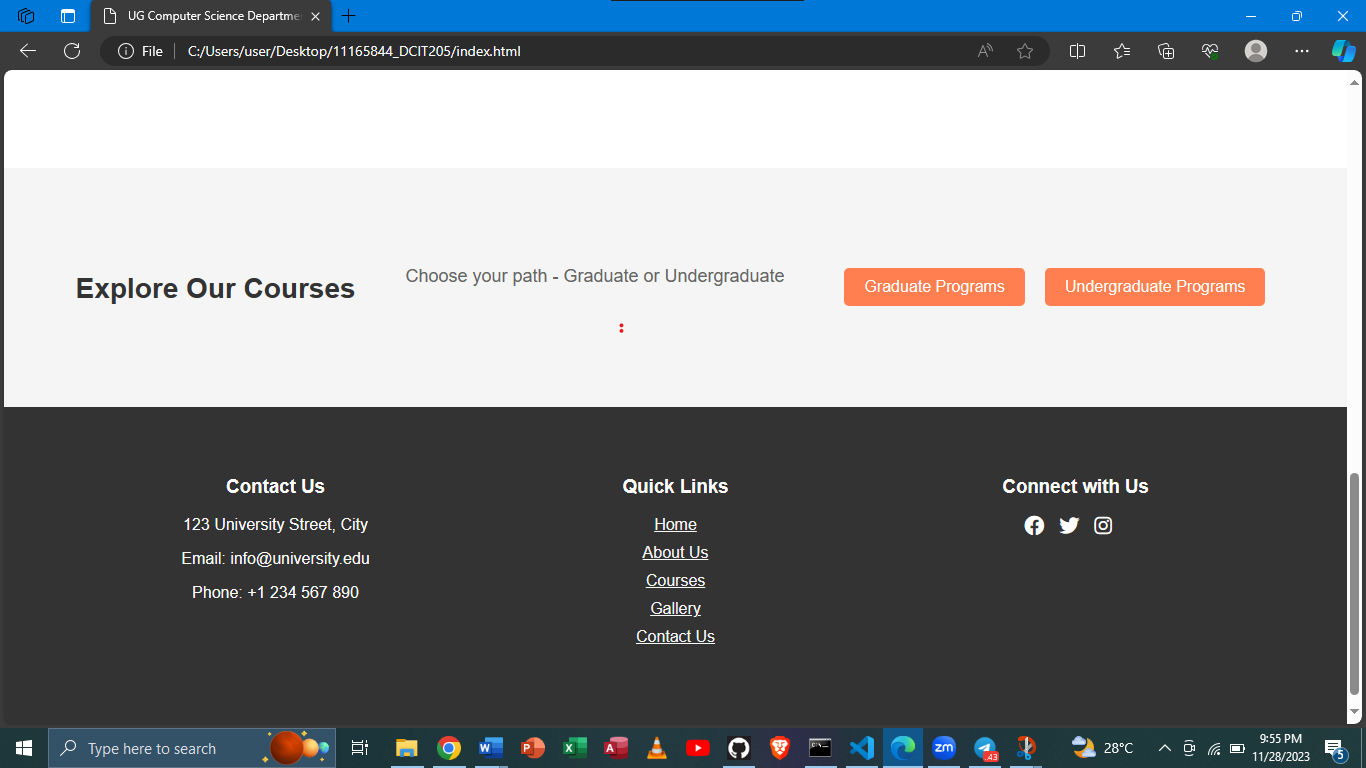 UG Computer Science Departme
File
C:/Users/user/Desktop/11165844_DCIT205/index.html
Explore Our Courses
Choose your path - Graduate or Undergraduate
Graduate Programs
Undergraduate Programs
Contact Us
123 University Street, City
Email: info@university.edu
Phone: +1 234 567 890
Quick Links
Home
About Us
Courses
Gallery
Contact Us
Connect with Us
Type here to search
zm
.43
28°C
9:55 PM
11/28/2023
5